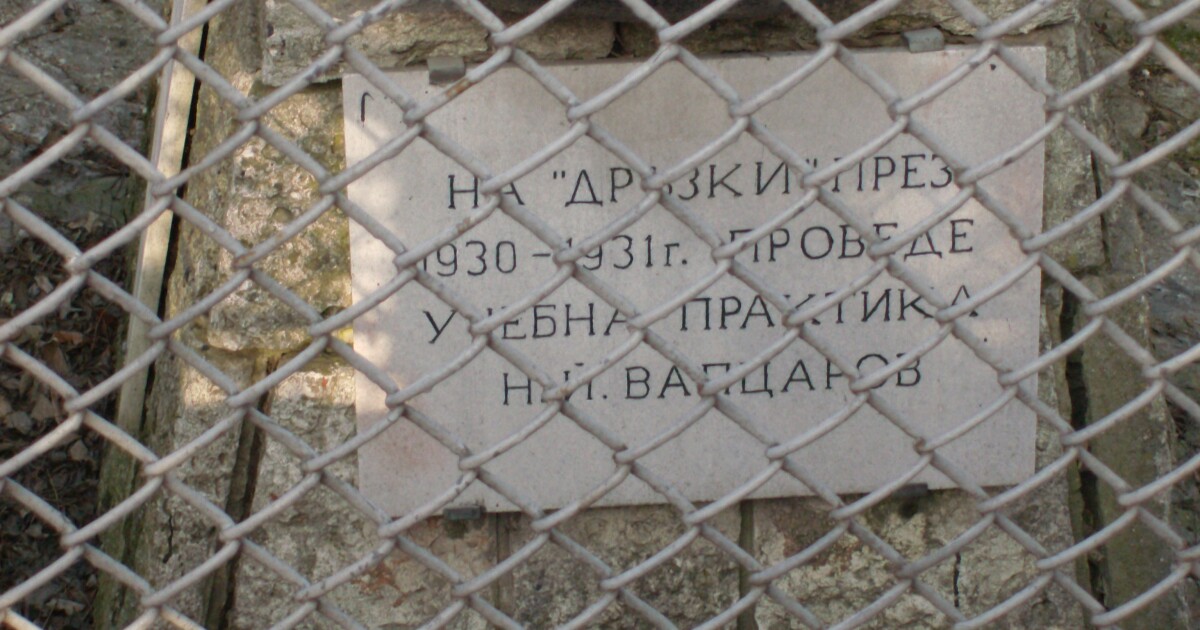 НА "ДРЪЗКИ" ПРЕЗ
1930 - 1931г. ПРОВЕДЕ
УЧЕБНА ПРАКТИКА
Н.Й. ВАПЦАРОВ